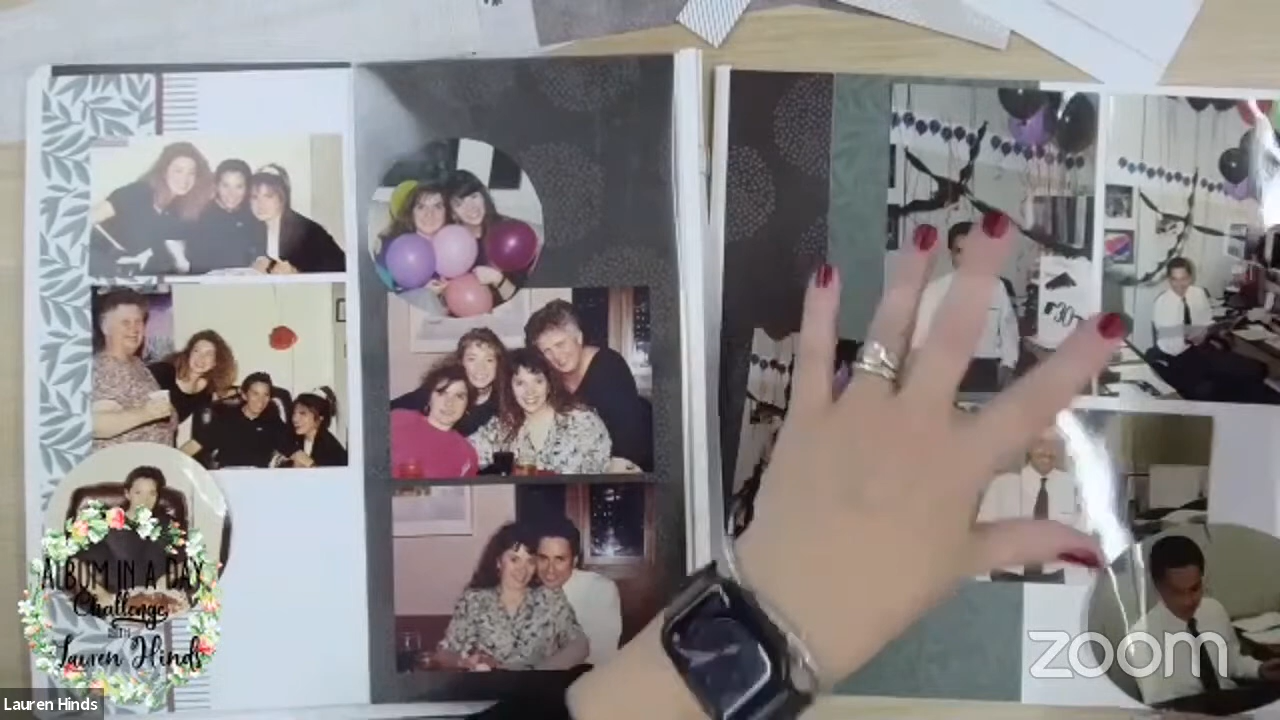 30
ALBUM IN A DAY
Challenge
WITH
Lauren Hinds
zoom
Lauren Hinds